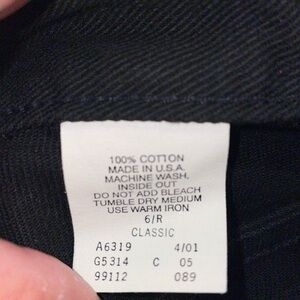 100% COTTON
MADE IN U.S.A.
MACHINE WASH,
INSIDE OUT
DO NOT ADD BLEACH
TUMBLE DRY MEDIUM
USE WARM IRON
6/R
CLASSIC
A6319 4/01
G5314 C 05
99112 089